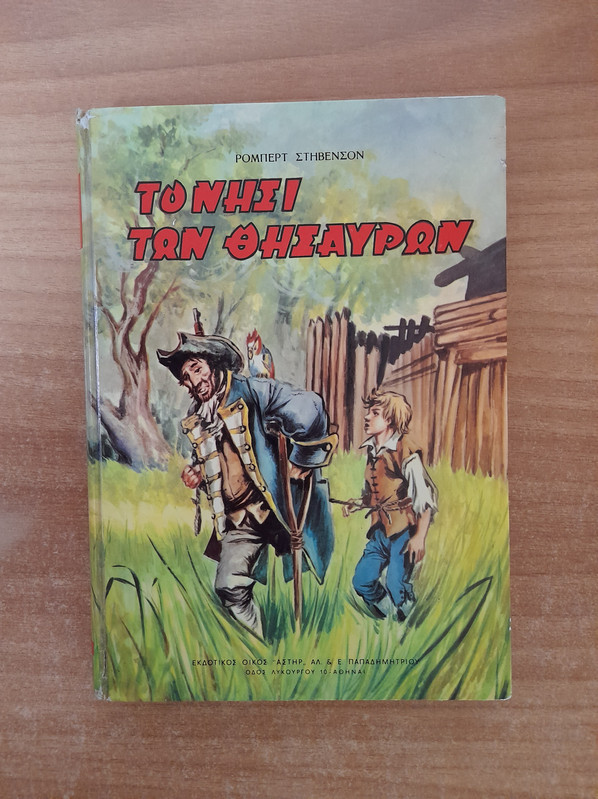 ΡΟΜΠΕΡΤ ΣΤΗΒΕΝΣΟΝ
ΤΟ ΝΗΣΙ
ΤΩΝ ΘΗΣΑΥΡΩΝ
ΕΚΔΟΤΙΚΟΣ ΟΙΚΟΣ "ΑΣΤΗΡ„ ΑΛ. & Ε. ΠΑΠΑΔΗΜΗΤΡΙΟΥ
ΟΔΟΣ ΛΥΚΟΥΡΓΟΥ 10 - ΑΘΗΝΑΙ